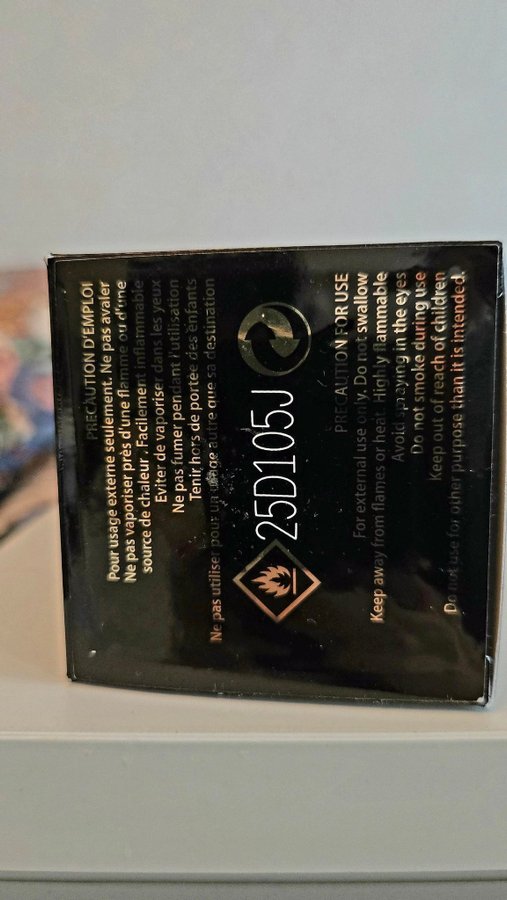 PRECAUTION D'EMPLOI
Pour usage externe seulement. Ne pas avaler
Ne pas vaporiser près d'une flamme ou d'une
source de chaleur . Facilement inflammable
Eviter de vaporiser dans les yeux
Ne pas fumer pendant l'utilisation
Tenir hors de portée des enfants
Ne pas utiliser pour un usage autre que sa destination
25D105J
PRECAUTION FOR USE
For external use only. Do not swallow
Keep away from flames or heat. Highly flammable
Avoid spraying in the eyes
Do not smoke during use
Keep out of reach of children
Do not use for other purpose than it is intended.